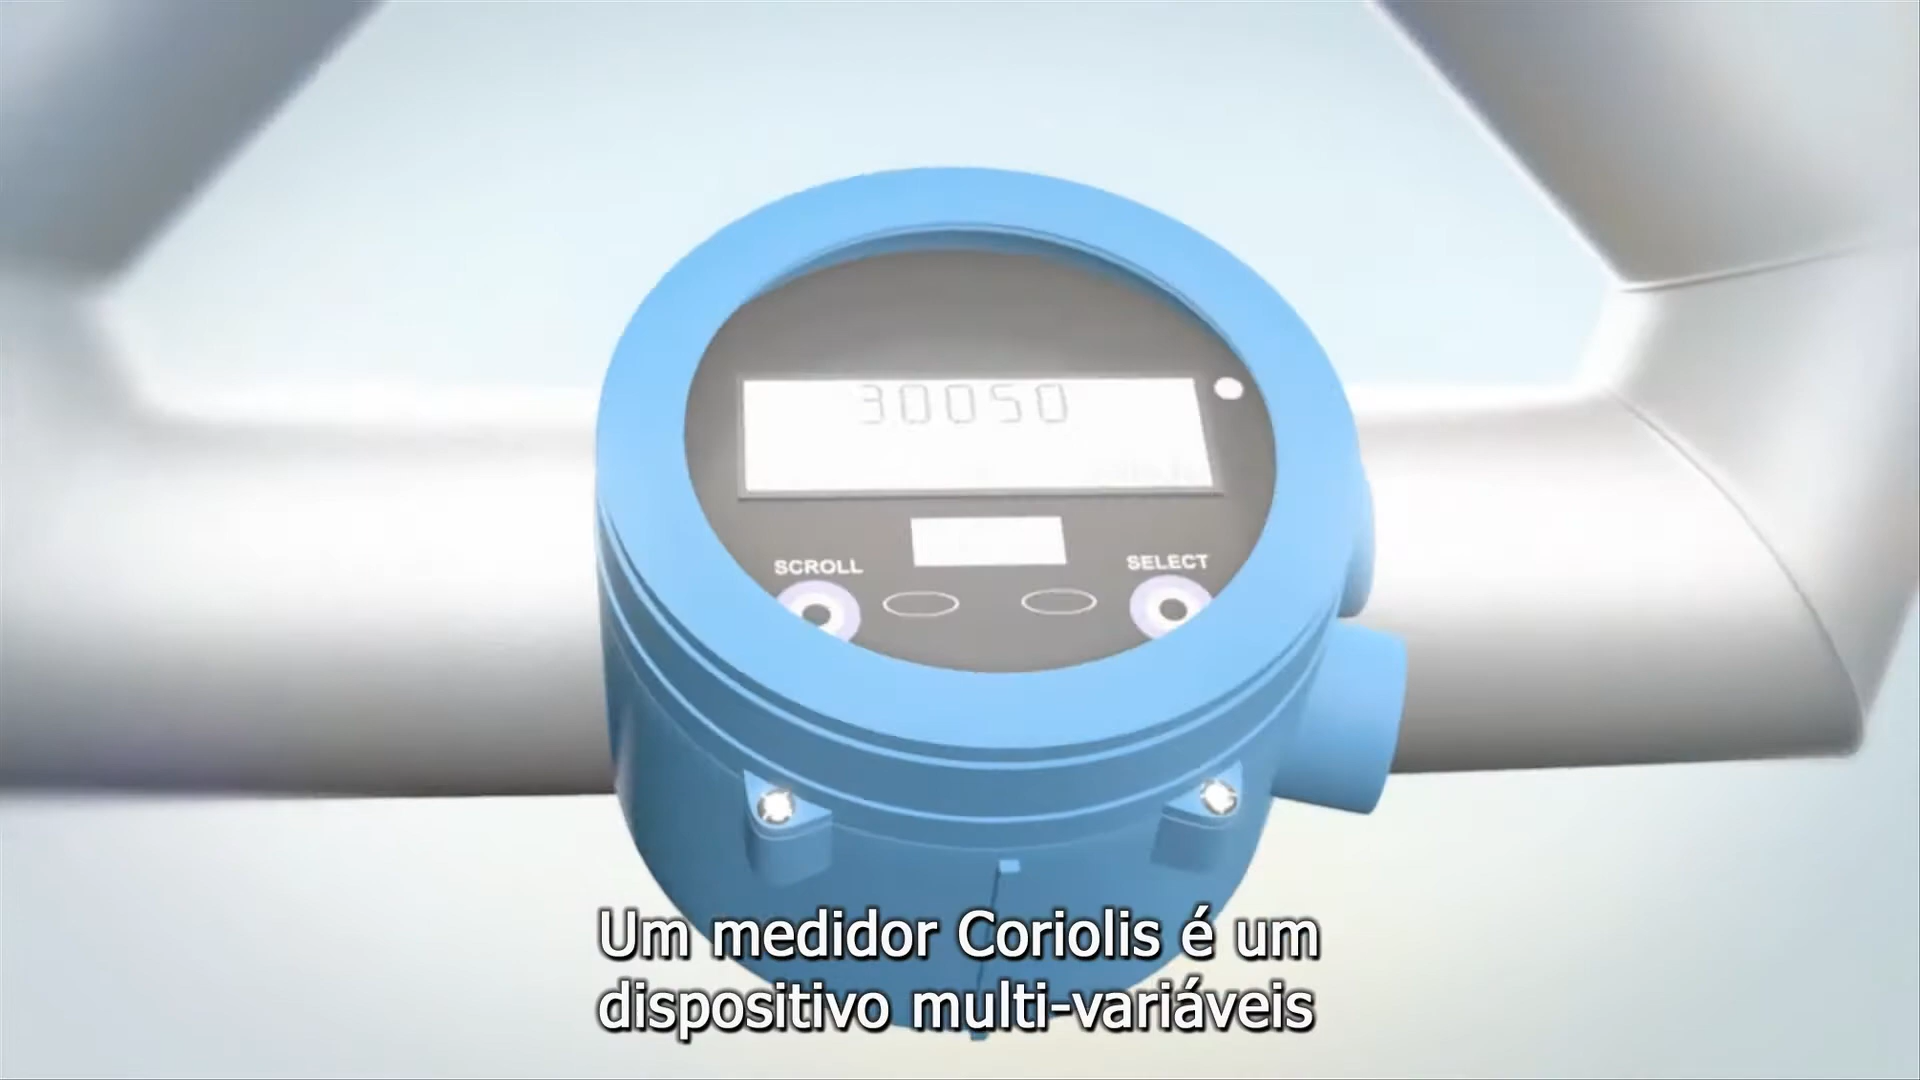 30050
SCROLL
SELECT
Um medidor Coriolis é um
dispositivo multi-variáveis